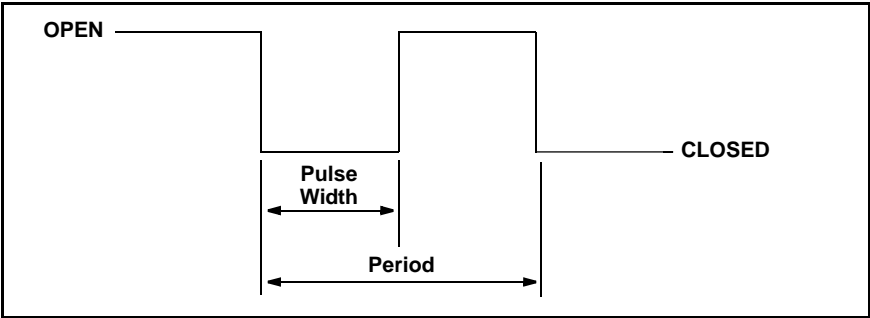 OPEN
CLOSED
Pulse
Width
Period